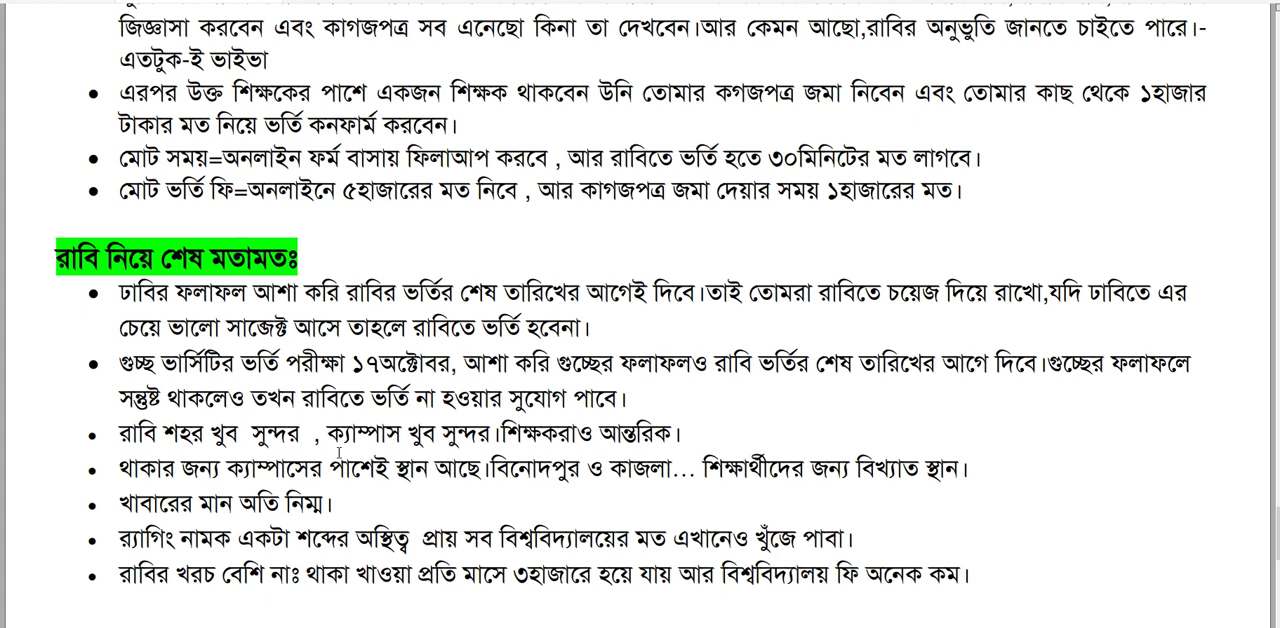 জিজ্ঞাসা করবেন এবং কাগজপত্র সব এনেছো কিনা তা দেখবেন।আর কেমন আছো,রাবির অনুভুতি জানতে চাইতে পারে।-
এতটুক-ই ভাইভা
• এরপর উক্ত শিক্ষকের পাশে একজন শিক্ষক থাকবেন উনি তোমার কগজপত্র জমা নিবেন এবং তোমার কাছ থেকে ১হাজার
টাকার মত নিয়ে ভর্তি কনফার্ম করবেন।
• মোট সময়=অনলাইন ফর্ম বাসায় ফিলাআপ করবে , আর রাবিতে ভর্তি হতে ৩০মিনিটের মত লাগবে।
• মোট ভর্তি ফি=অনলাইনে ৫হাজারের মত নিবে , আর কাগজপত্র জমা দেয়ার সময় ১হাজারের মত।
রাবি নিয়ে শেষ মতামতঃ
• ঢাবির ফলাফল আশা করি রাবির ভর্তির শেষ তারিখের আগেই দিবে।তাই তোমরা রাবিতে চয়েজ দিয়ে রাখো,যদি ঢাবিতে এর
চেয়ে ভালো সাব্জেক্ট আসে তাহলে রাবিতে ভর্তি হবেনা।
• গুচ্ছ ভার্সিটির ভর্তি পরীক্ষা ১৭অক্টোবর, আশা করি গুচ্ছের ফলাফলও রাবি ভর্তির শেষ তারিখের আগে দিবে।গুচ্ছের ফলাফলে
সন্তুষ্ট থাকলেও তখন রাবিতে ভর্তি না হওয়ার সুযোগ পাবে।
• রাবি শহর খুব সুন্দর , ক্যাম্পাস খুব সুন্দর।শিক্ষকরাও আন্তরিক।
• থাকার জন্য ক্যাম্পাসের পাশেই স্থান আছে।বিনোদপুর ও কাজলা... শিক্ষার্থীদের জন্য বিখ্যাত স্থান।
• খাবারের মান অতি নিম্ম।
• র‍্যাগিং নামক একটা শব্দের অস্থিত্ব প্রায় সব বিশ্ববিদ্যালয়ের মত এখানেও খুঁজে পাবা।
• রাবির খরচ বেশি নাঃ থাকা খাওয়া প্রতি মাসে ৩হাজারে হয়ে যায় আর বিশ্ববিদ্যালয় ফি অনেক কম।